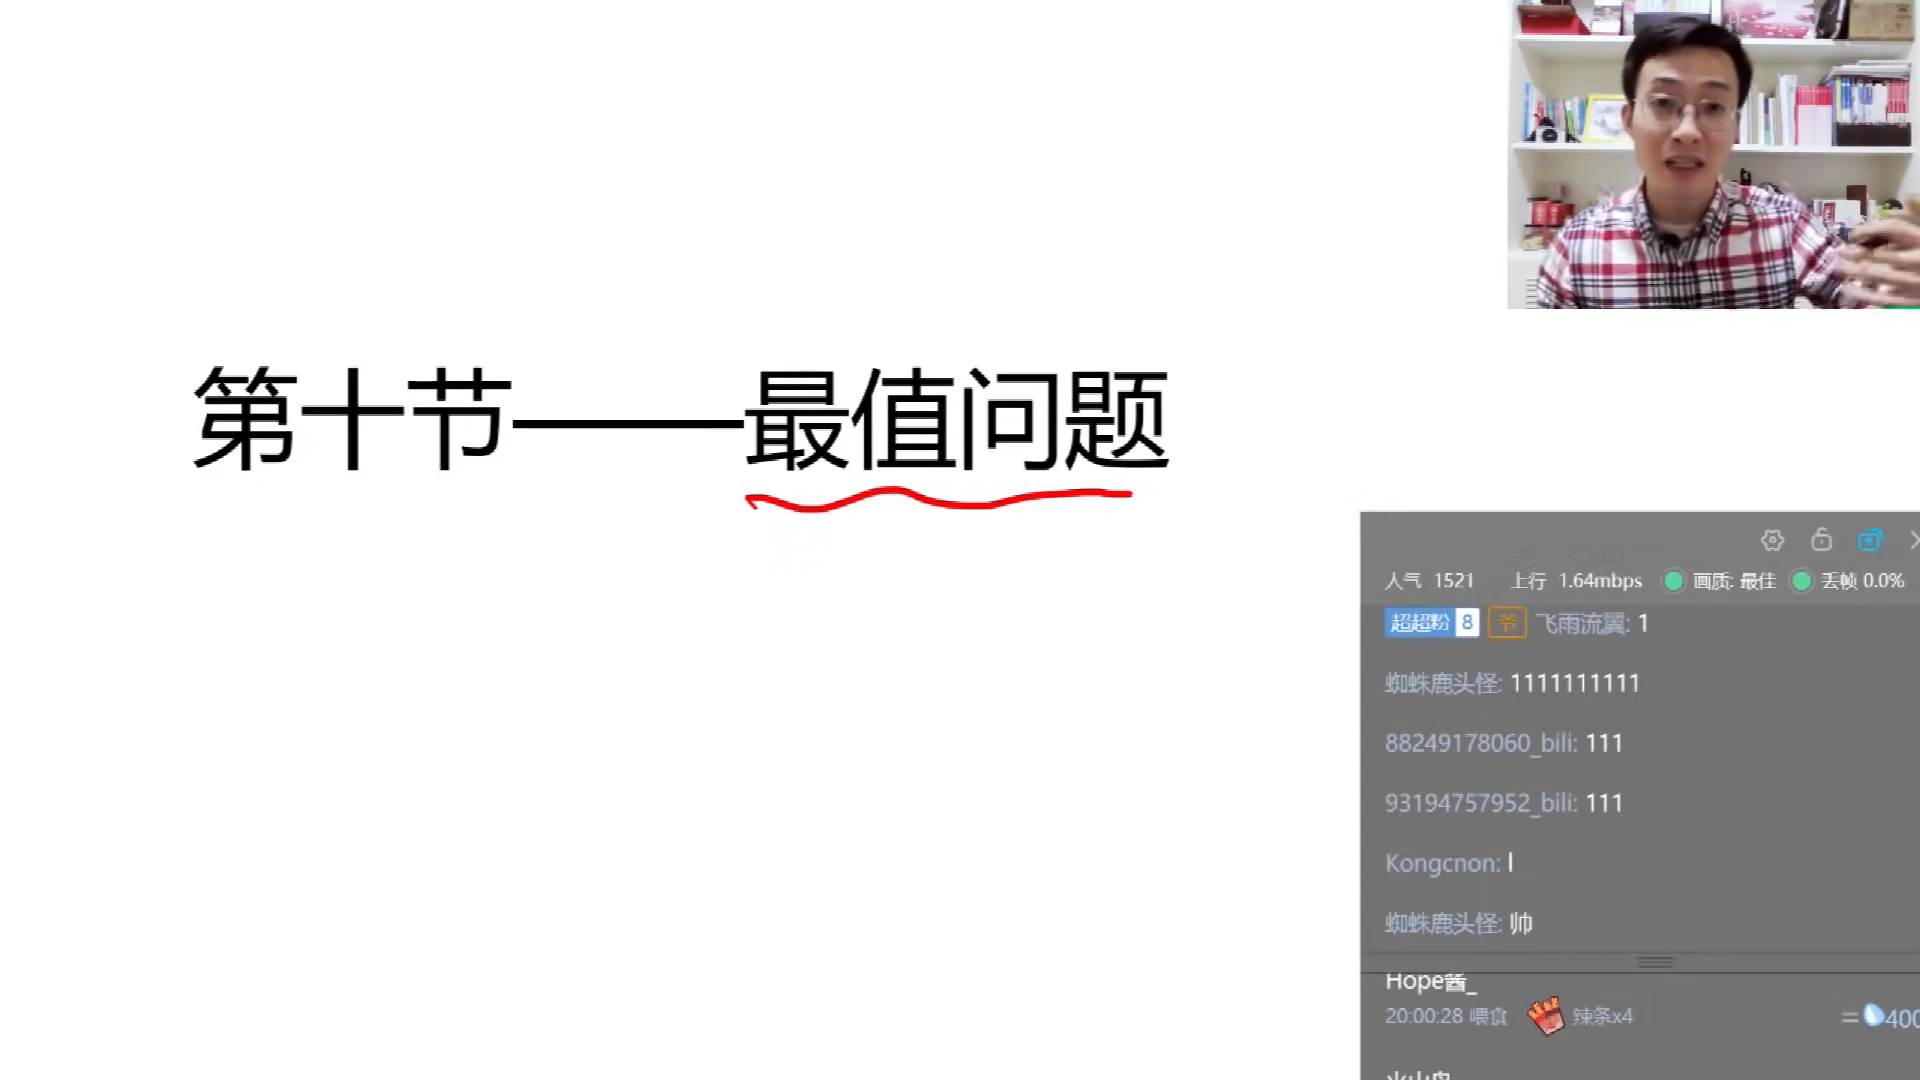 第十节——最值问题
人气 1521 上行 1.64mbps 画质: 最佳 丢帧 0.0%
超超粉 8 爷 飞雨流翼: 1
蜘蛛鹿头怪: 1111111111
88249178060_bili: 111
93194757952_bili: 111
Kongcnon: l
蜘蛛鹿头怪: 帅
Hope酱_
20:00:28 喂食 辣条x4 = 400